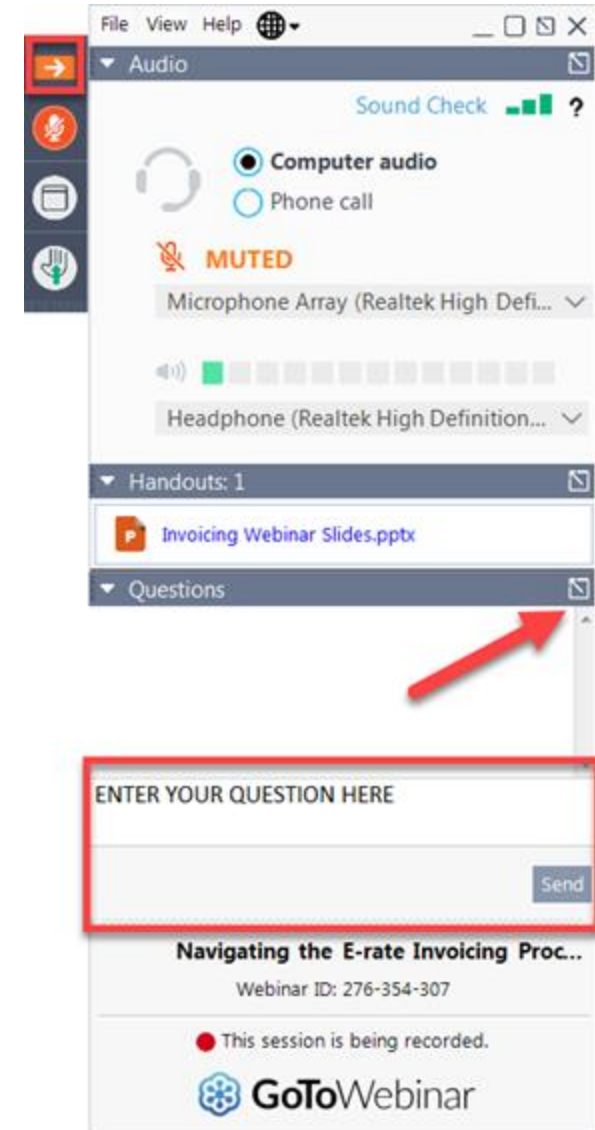 File View Help
Audio
Sound Check ?
Computer audio
Phone call
MUTED
Microphone Array (Realtek High Defi...
Headphone (Realtek High Definition...
Handouts: 1
P Invoicing Webinar Slides.pptx
Questions
ENTER YOUR QUESTION HERE
Send
Navigating the E-rate Invoicing Proc...
Webinar ID: 276-354-307
This session is being recorded.
GoToWebinar